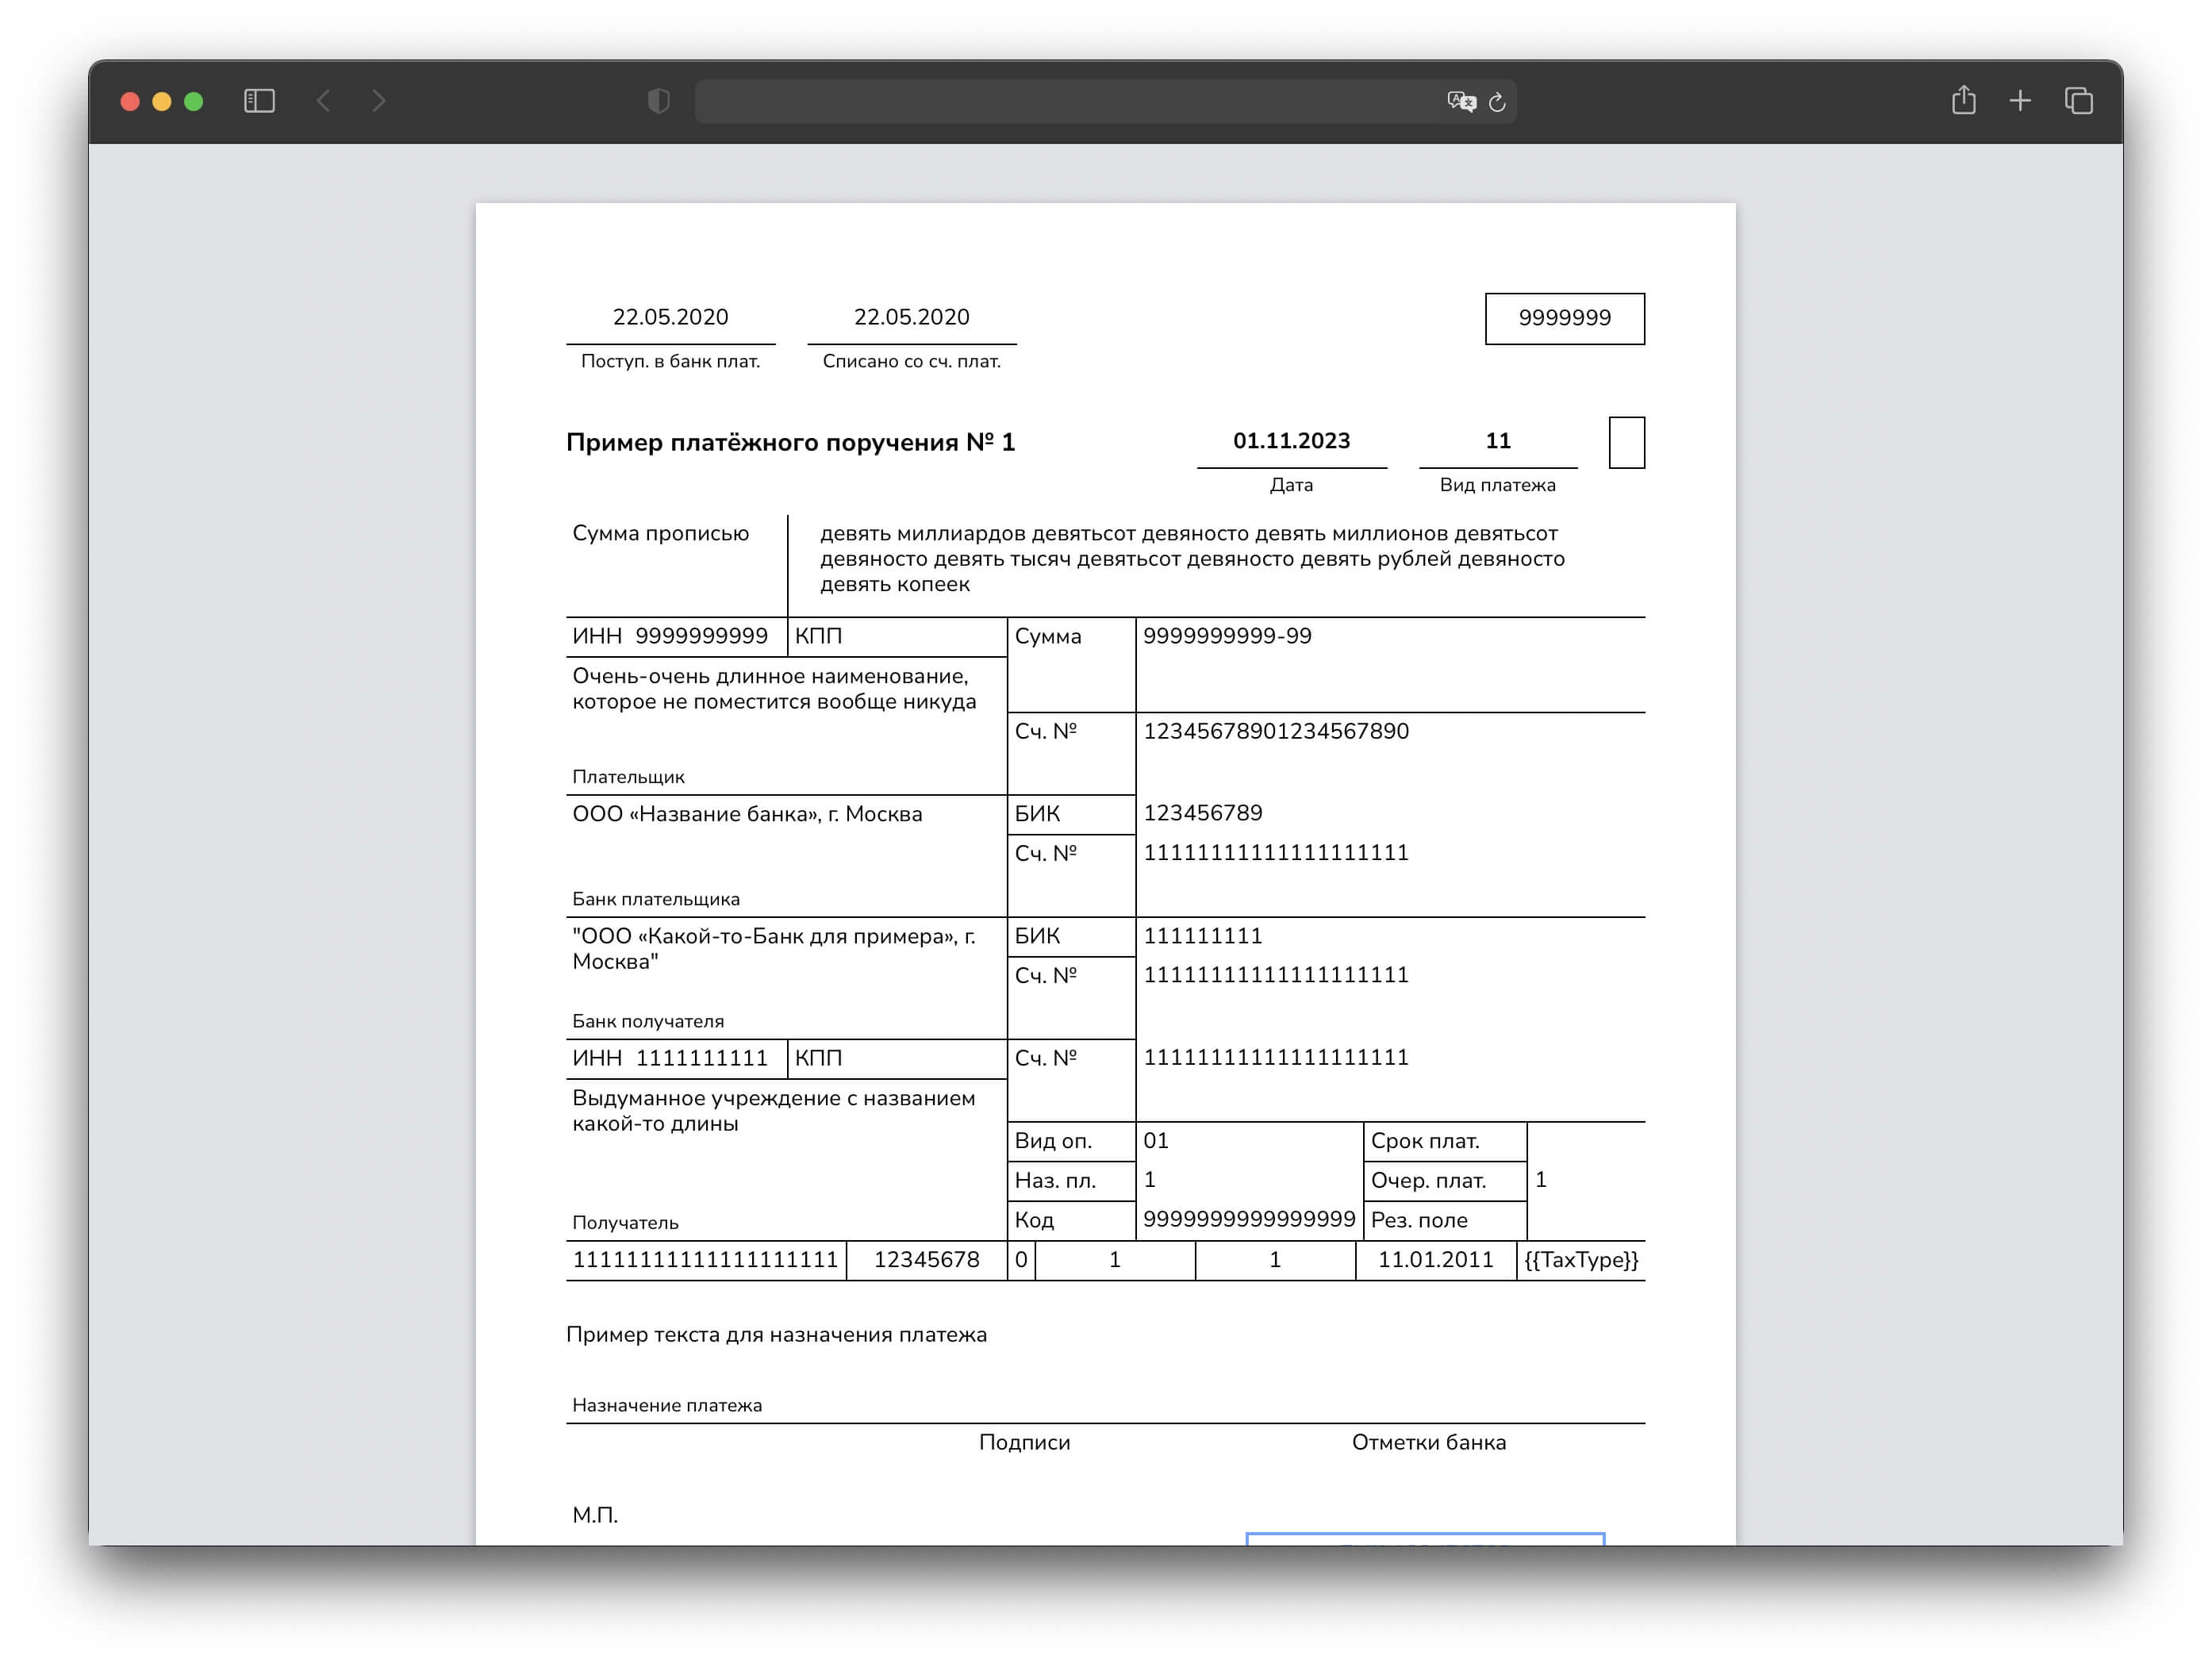 22.05.2020 22.05.2020 9999999
Поступ. в банк плат. Списано со сч. плат.
Пример платёжного поручения № 1 01.11.2023 11
Дата Вид платежа
Сумма прописью девять миллиардов девятьсот девяносто девять миллионов девятьсот
девяносто девять тысяч девятьсот девяносто девять рублей девяносто
девять копеек
ИНН 9999999999 КПП Сумма 9999999999-99
Очень-очень длинное наименование,
которое не поместится вообще никуда
Сч. № 12345678901234567890
Плательщик
ООО «Название банка», г. Москва БИК 123456789
Сч. № 11111111111111111111
Банк плательщика
"ООО «Какой-то-Банк для примера», г. БИК 111111111
Москва"
Сч. № 11111111111111111111
Банк получателя
ИНН 1111111111 КПП Сч. № 11111111111111111111
Выдуманное учреждение с названием
какой-то длины
Вид оп. 01 Срок плат.
Наз. пл. 1 Очер. плат. 1
Получатель Код 9999999999999999 Рез. поле
11111111111111111111 12345678 0 1 1 11.01.2011 {{TaxType}}
Пример текста для назначения платежа
Назначение платежа
Подписи Отметки банка
М.П.